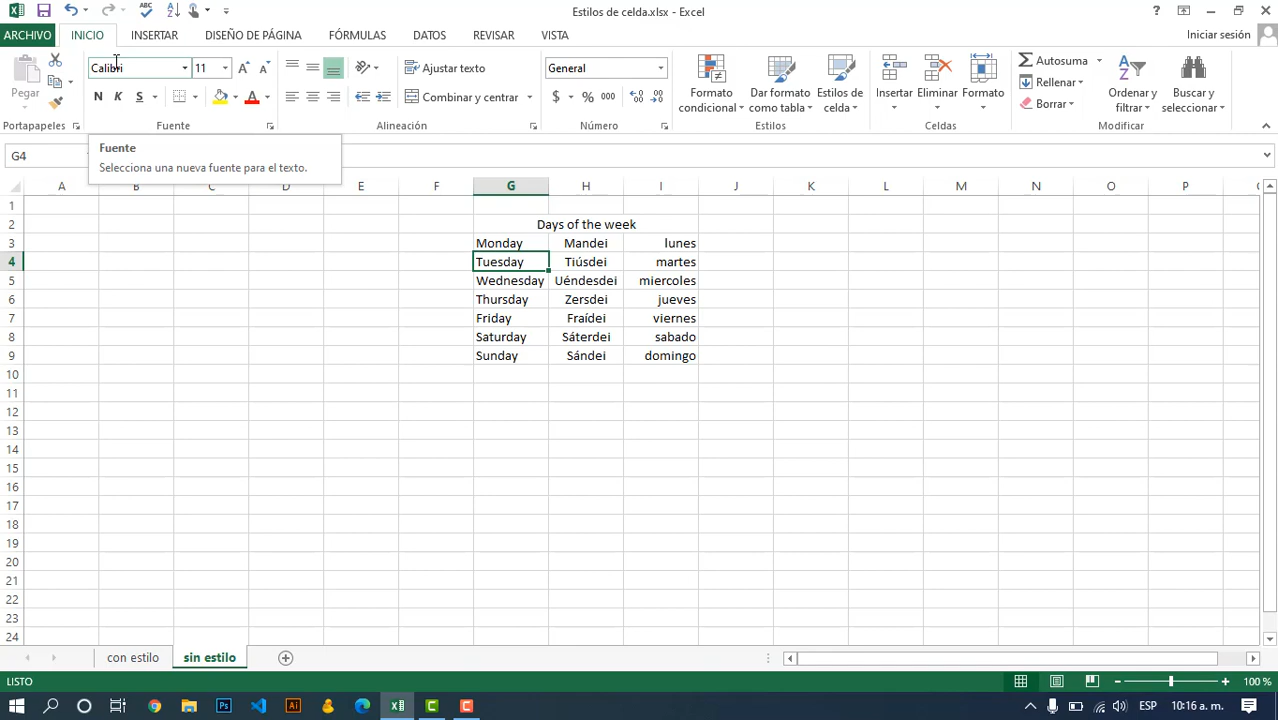 Estilos de celda.xlsx - Excel
ARCHIVO INICIO INSERTAR DISEÑO DE PÁGINA FÓRMULAS DATOS REVISAR VISTA Iniciar sesión
Pegar
Portapapeles
Calibri 11
N K S
Fuente
Ajustar texto
Combinar y centrar
Alineación
General
$ % 000
Número
Formato condicional
Dar formato como tabla
Estilos de celda
Estilos
Insertar Eliminar Formato
Celdas
Autosuma
Rellenar
Borrar
Ordenar y filtrar
Buscar y seleccionar
Modificar
G4
Fuente
Selecciona una nueva fuente para el texto.
A B C D E F G H I J K L M N O P
1
2 Days of the week
3 Monday Mandei lunes
4 Tuesday Tiúsdei martes
5 Wednesday Uéndesdei miercoles
6 Thursday Zersdei jueves
7 Friday Fraídei viernes
8 Saturday Sáterdei sabado
9 Sunday Sándei domingo
10
11
12
13
14
15
16
17
18
19
20
21
22
23
24
con estilo sin estilo
LISTO 100 %
ESP 10:16 a. m.